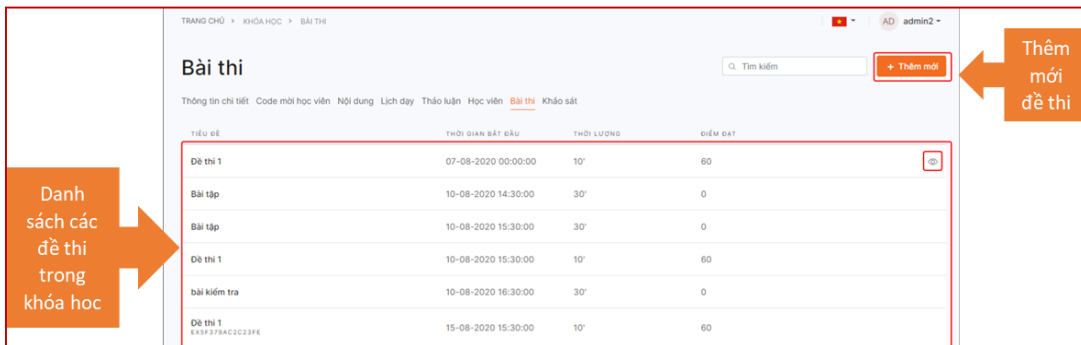 TRANG CHỦ > KHÓA HỌC > BÀI THI
AD admin2
Bài thi
Tìm kiếm
+ Thêm mới
Thêm
mới
đề thi
Thông tin chi tiết Code mời học viên Nội dung Lịch dạy Thảo luận Học viên Bài thi Khảo sát
TIÊU ĐỀ THỜI GIAN BẮT ĐẦU THỜI LƯỢNG ĐIỂM ĐẠT
Đề thi 1 07-08-2020 00:00:00 10' 60
Bài tập 10-08-2020 14:30:00 30' 0
Bài tập 10-08-2020 15:30:00 30' 0
Đề thi 1 10-08-2020 15:30:00 10' 60
bài kiểm tra 10-08-2020 16:30:00 30' 0
Đề thi 1 15-08-2020 15:30:00 10' 60
Danh
sách các
đề thi
trong
khóa học